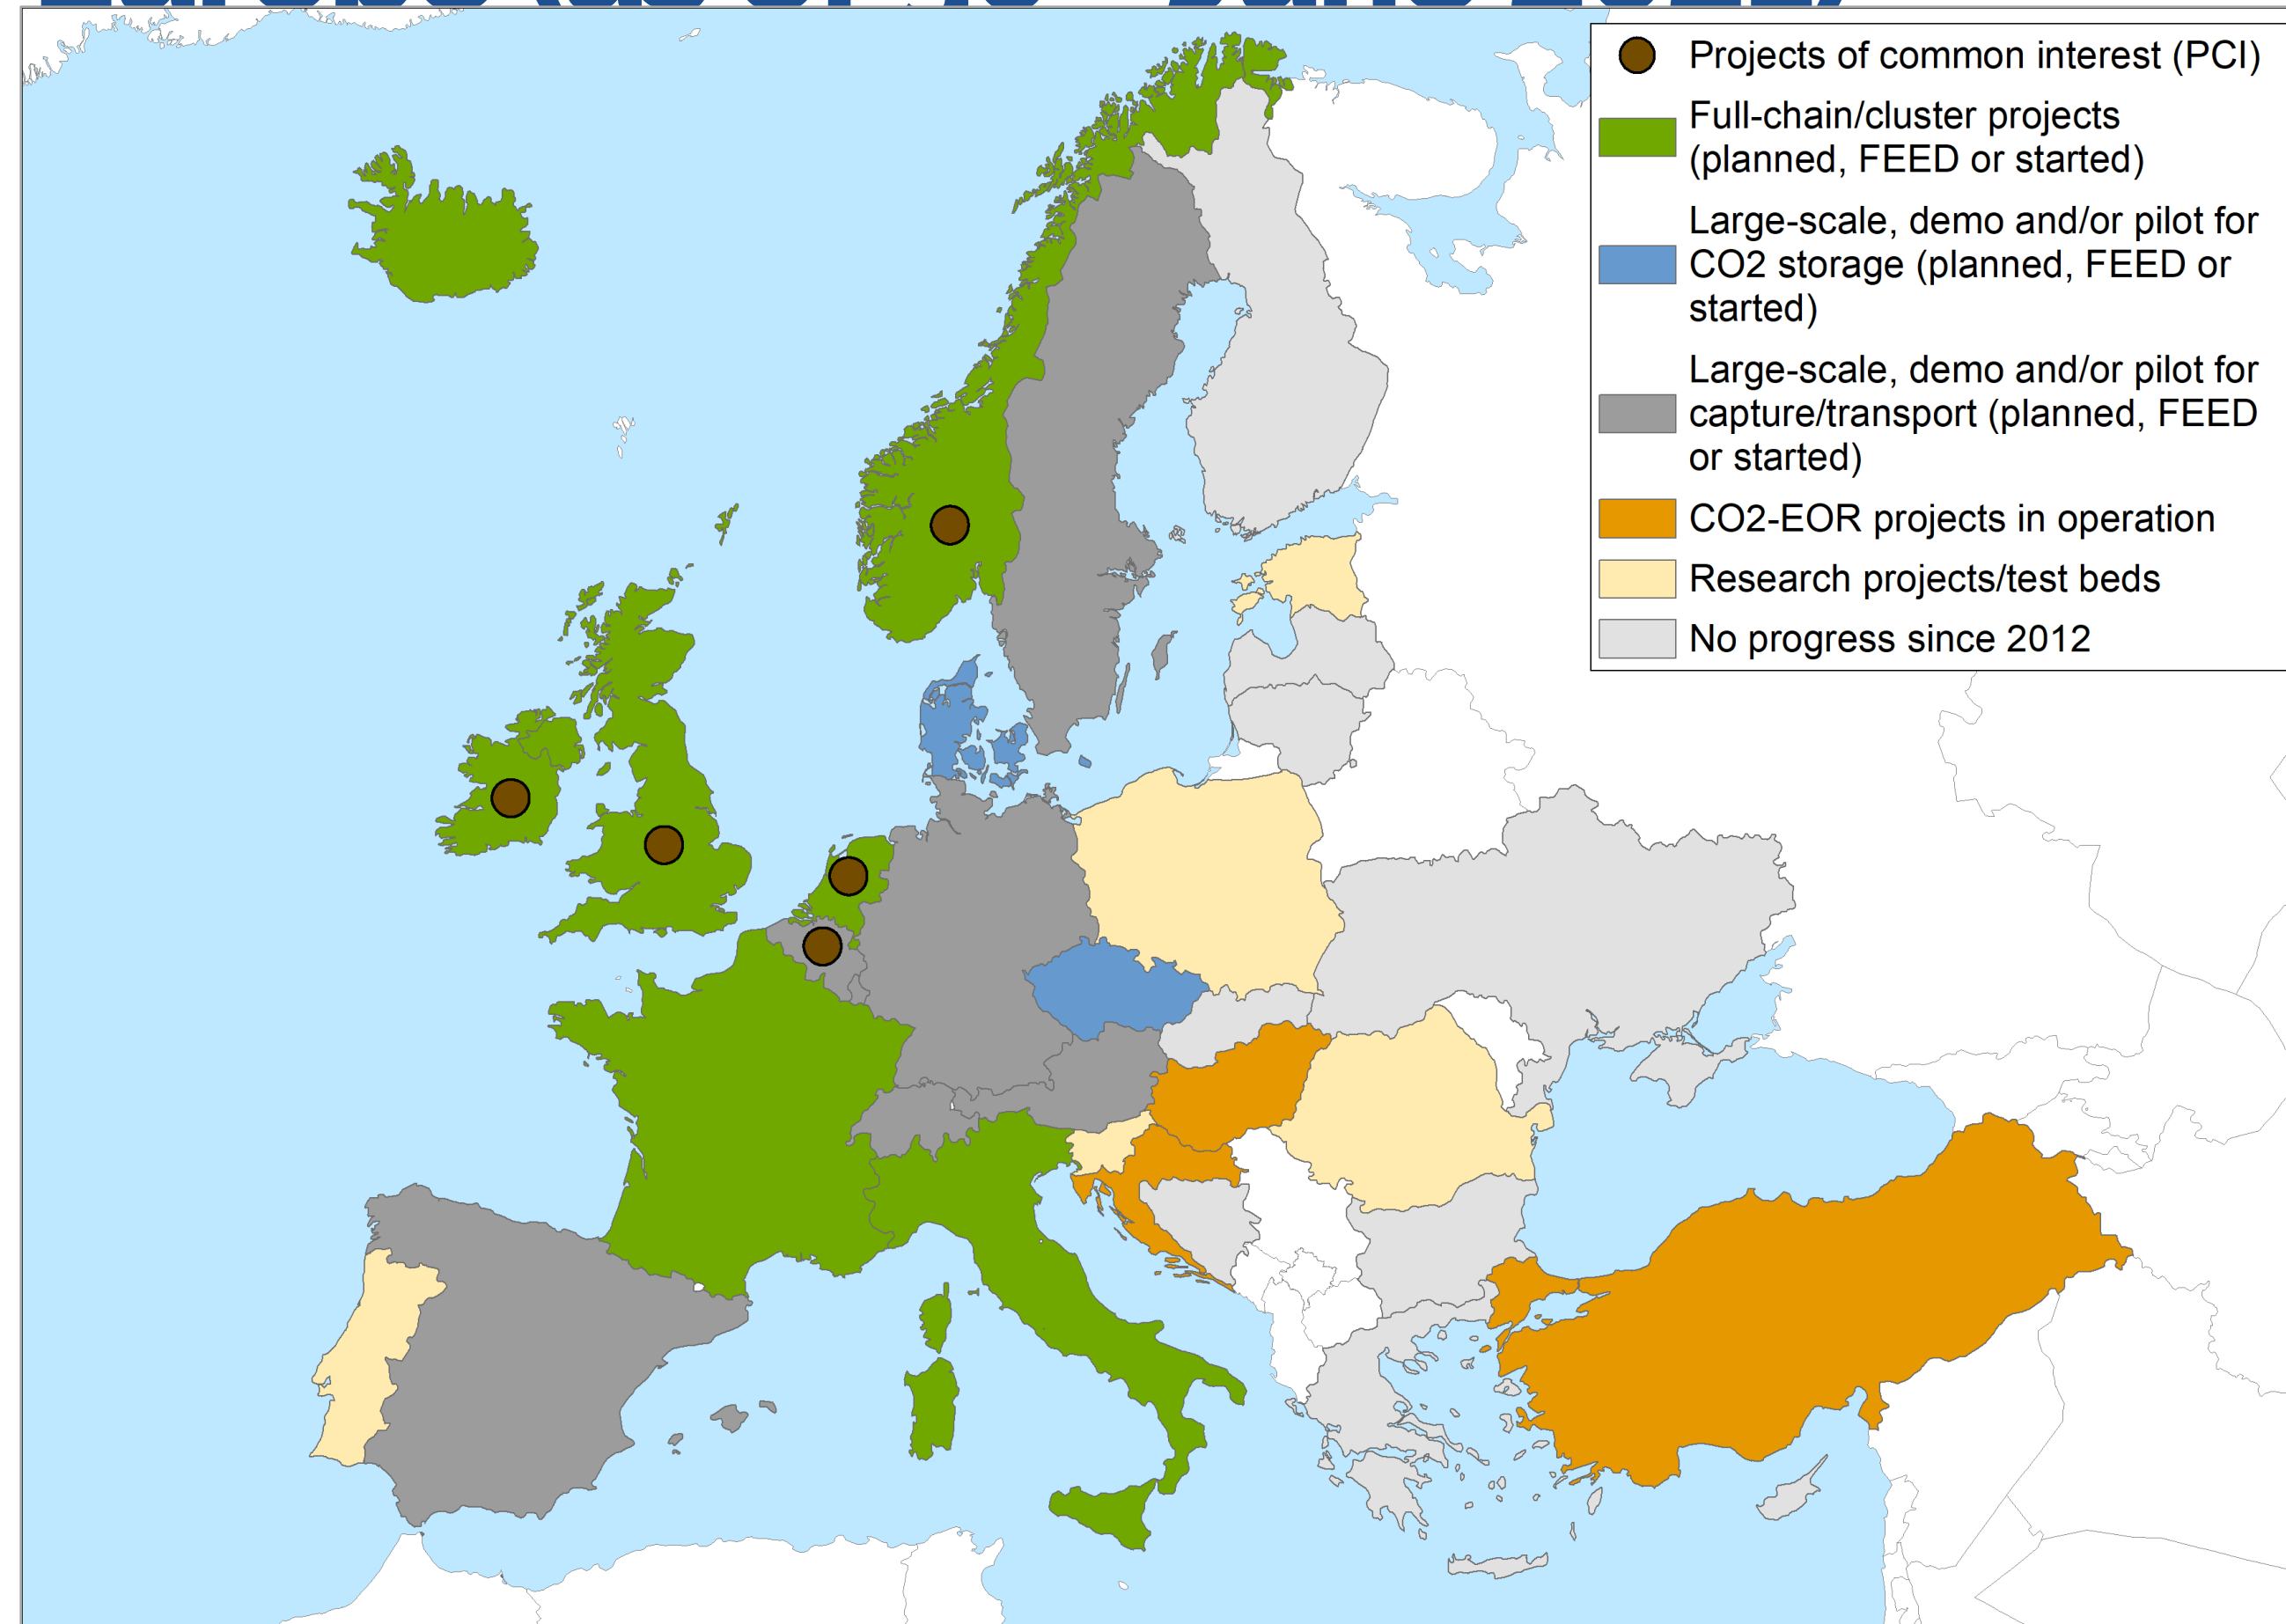 Projects of common interest (PCI)
Full-chain/cluster projects
(planned, FEED or started)
Large-scale, demo and/or pilot for
CO2 storage (planned, FEED or
started)
Large-scale, demo and/or pilot for
capture/transport (planned, FEED
or started)
CO2-EOR projects in operation
Research projects/test beds
No progress since 2012